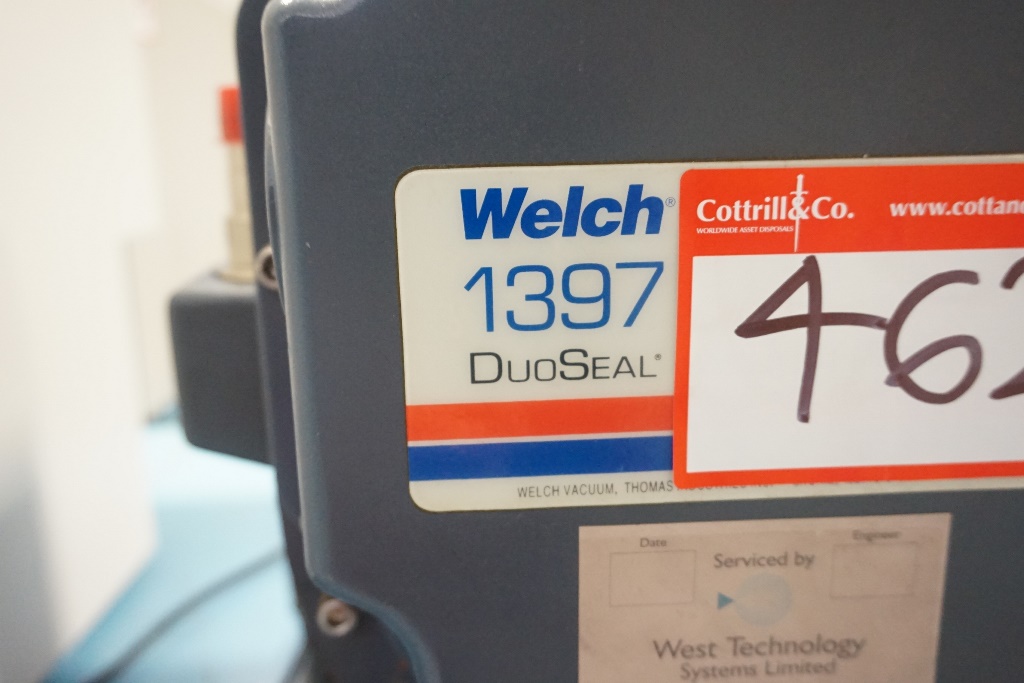 Welch®
1397
DUOSEAL®
WELCH VACUUM, THOMAS
Cottrill&Co.
WORLDWIDE ASSET DISPOSALS
www.cottand
462
Date
Engineer
Serviced by
West Technology
Systems Limited